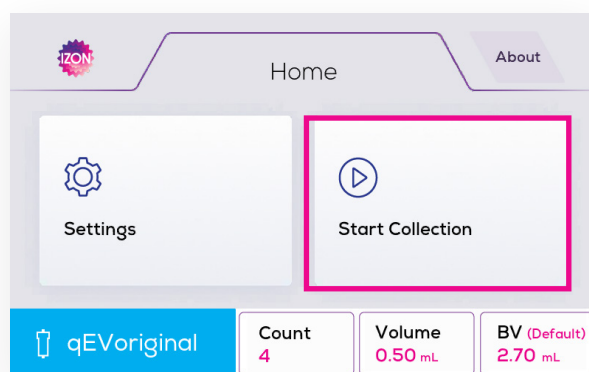 IZON
Home
About
Settings
Start Collection
qEVoriginal
Count
4
Volume
0.50 mL
BV (Default)
2.70 mL